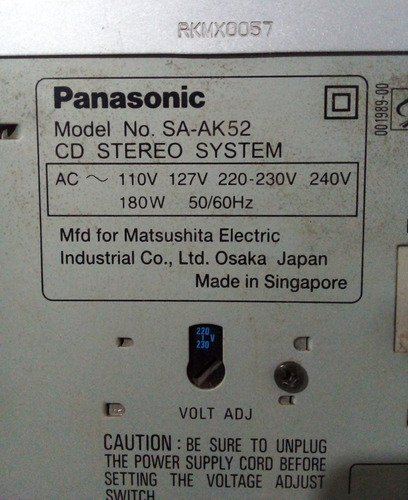 RKMX0057
Panasonic
Model No. SA-AK52
CD STEREO SYSTEM
AC ~ 110V 127V 220-230V 240V
180W 50/60Hz
Mfd for Matsushita Electric
Industrial Co., Ltd. Osaka Japan
Made in Singapore
001989-00
220
V
230
VOLT ADJ
CAUTION : BE SURE TO UNPLUG
THE POWER SUPPLY CORD BEFORE
SETTING THE VOLTAGE ADJUST
SWITCH